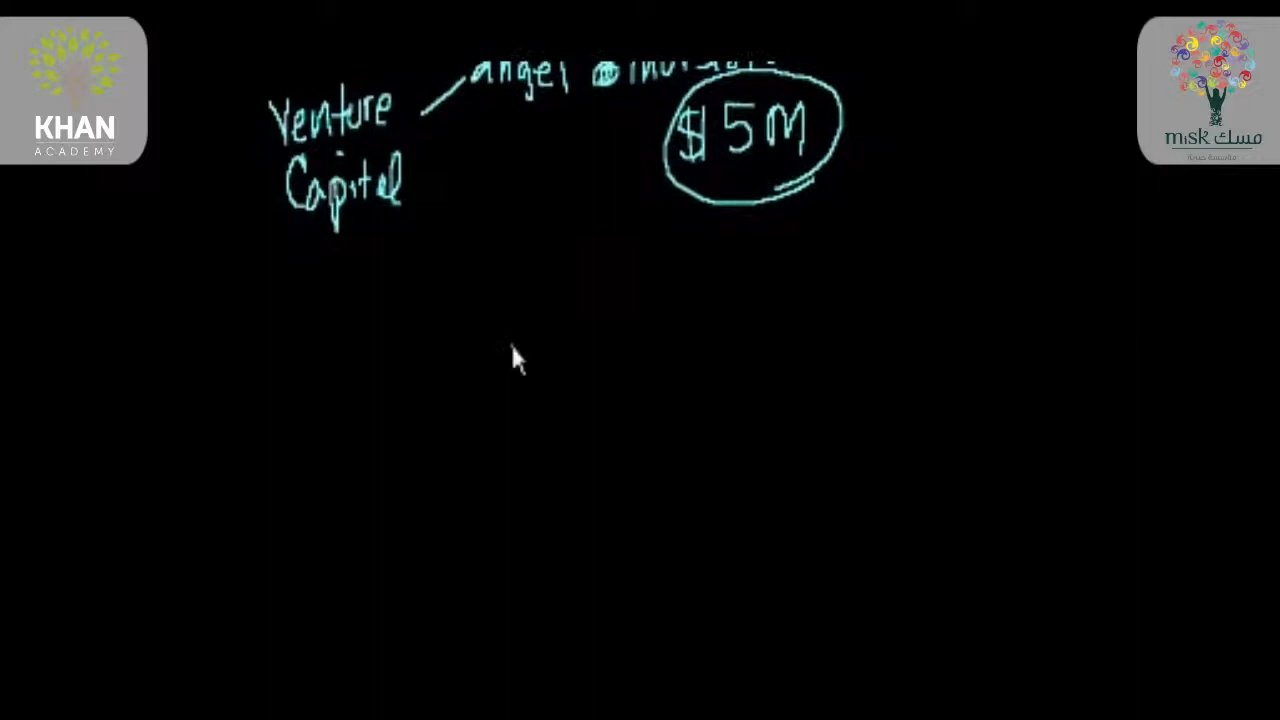 angel
Venture
Capital
$5M
KHAN
ACADEMY
misk مسك